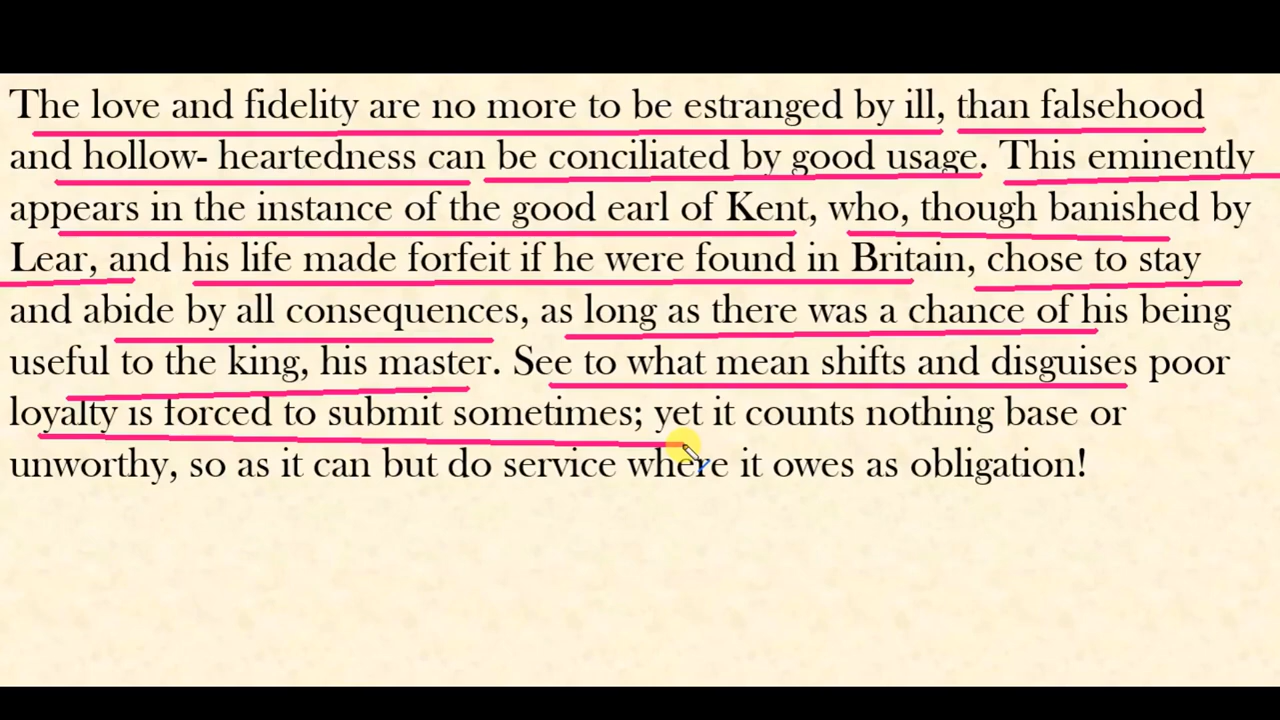 The love and fidelity are no more to be estranged by ill, than falsehood
and hollow- heartedness can be conciliated by good usage. This eminently
appears in the instance of the good earl of Kent, who, though banished by
Lear, and his life made forfeit if he were found in Britain, chose to stay
and abide by all consequences, as long as there was a chance of his being
useful to the king, his master. See to what mean shifts and disguises poor
loyalty is forced to submit sometimes; yet it counts nothing base or
unworthy, so as it can but do service where it owes as obligation!